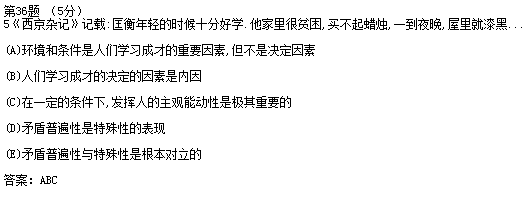 第36题 (5分)
5《西京杂记》记载:匡衡年轻的时候十分好学.他家里很贫困,买不起蜡烛,一到夜晚,屋里就漆黑...
(A)环境和条件是人们学习成才的重要因素,但不是决定因素
(B)人们学习成才的决定的因素是内因
(C)在一定的条件下,发挥人的主观能动性是极其重要的
(D)矛盾普遍性是特殊性的表现
(E)矛盾普遍性与特殊性是根本对立的
答案: ABC